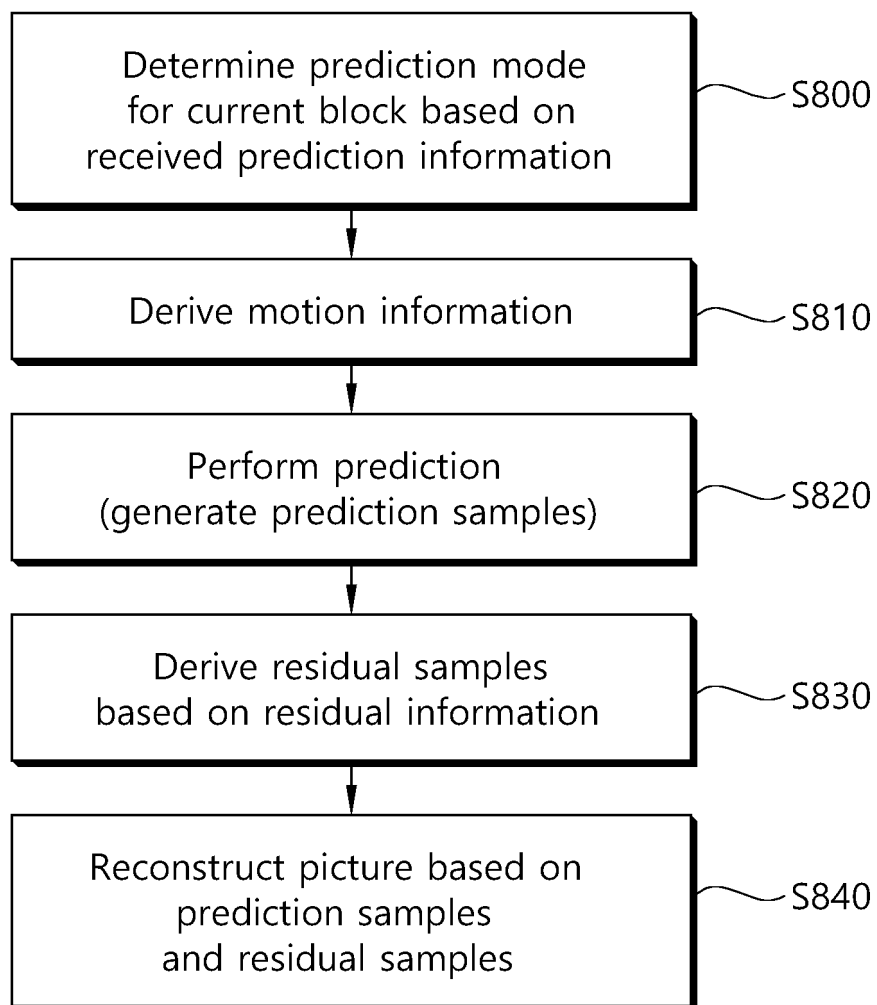 Determine prediction mode
for current block based on
received prediction information
S800
Derive motion information
S810
Perform prediction
(generate prediction samples)
S820
Derive residual samples
based on residual information
S830
Reconstruct picture based on
prediction samples
and residual samples
S840